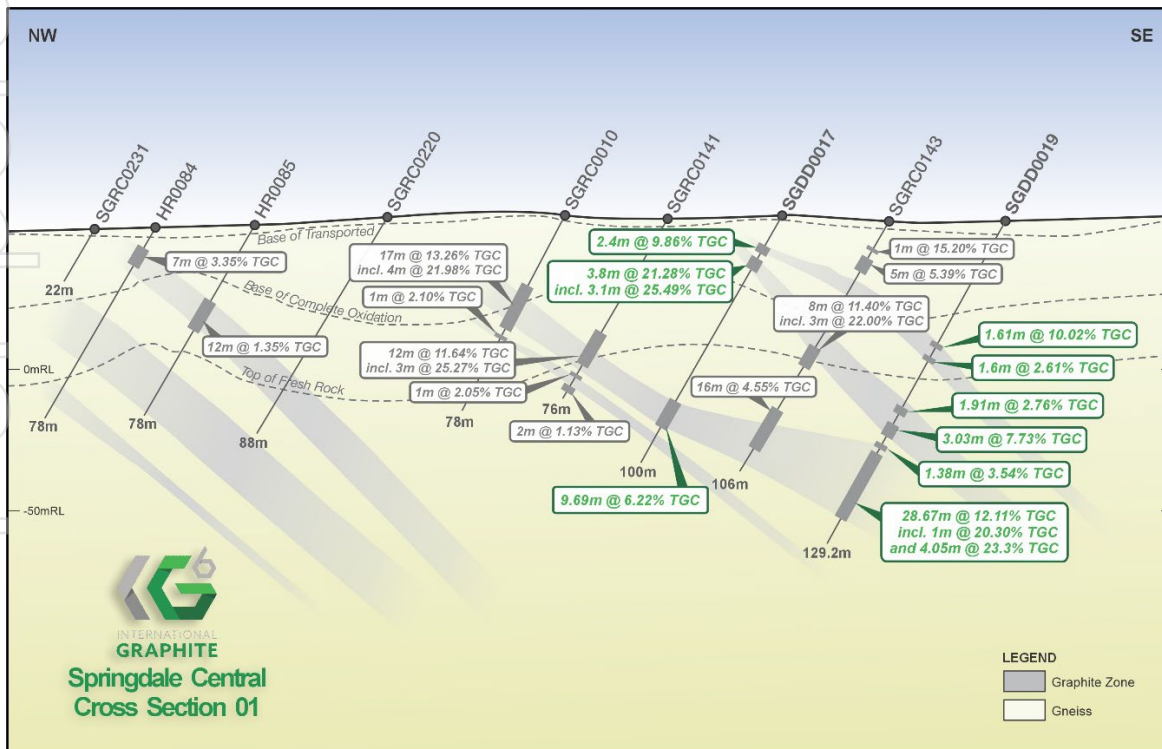 NW
SE
SGRC0231
HR0084
HR0085
SGRC0220
SGRC0010
SGRC0141
SGDD0017
SGRC0143
SGDD0019
Base of Transported
7m @ 3.35% TGC
17m @ 13.26% TGC
incl. 4m @ 21.98% TGC
2.4m @ 9.86% TGC
3.8m @ 21.28% TGC
incl. 3.1m @ 25.49% TGC
1m @ 15.20% TGC
5m @ 5.39% TGC
22m
Base of Complete Oxidation
1m @ 2.10% TGC
8m @ 11.40% TGC
incl. 3m @ 22.00% TGC
12m @ 1.35% TGC
12m @ 11.64% TGC
incl. 3m @ 25.27% TGC
1.61m @ 10.02% TGC
0mRL
Top of Fresh Rock
1m @ 2.05% TGC
16m @ 4.55% TGC
1.6m @ 2.61% TGC
78m
78m
88m
78m
76m
2m @ 1.13% TGC
1.91m @ 2.76% TGC
3.03m @ 7.73% TGC
100m
106m
1.38m @ 3.54% TGC
9.69m @ 6.22% TGC
-50mRL
28.67m @ 12.11% TGC
incl. 1m @ 20.30% TGC
and 4.05m @ 23.3% TGC
129.2m
INTERNATIONAL
GRAPHITE
Springdale Central
Cross Section 01
LEGEND
Graphite Zone
Gneiss